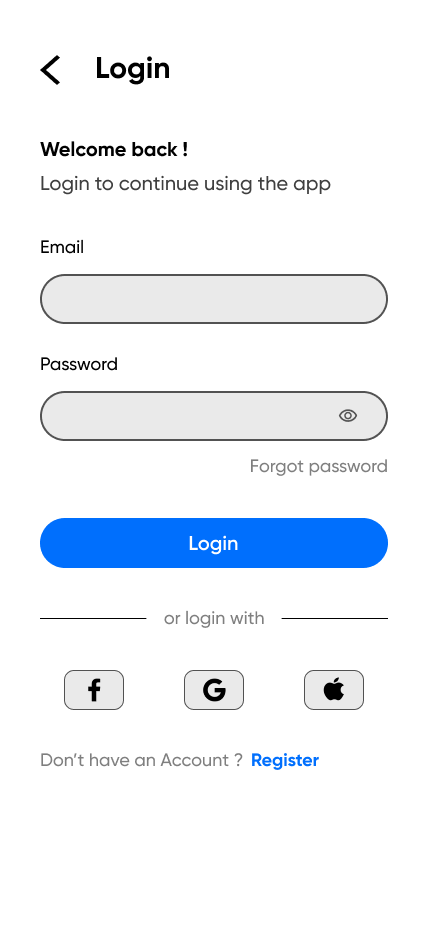 Login
Welcome back !
Login to continue using the app
Email
Password
Forgot password
Login
or login with
Don’t have an Account ? Register